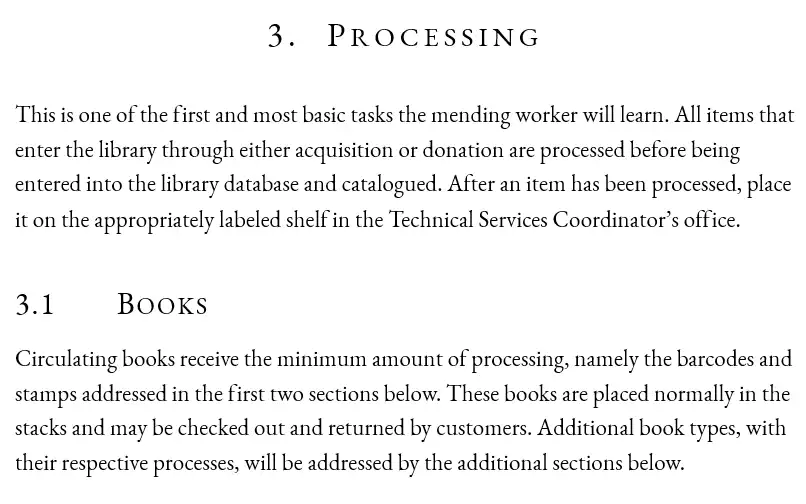 3. Processing
This is one of the first and most basic tasks the mending worker will learn. All items that
enter the library through either acquisition or donation are processed before being
entered into the library database and catalogued. After an item has been processed, place
it on the appropriately labeled shelf in the Technical Services Coordinator’s office.
3.1 Books
Circulating books receive the minimum amount of processing, namely the barcodes and
stamps addressed in the first two sections below. These books are placed normally in the
stacks and may be checked out and returned by customers. Additional book types, with
their respective processes, will be addressed by the additional sections below.